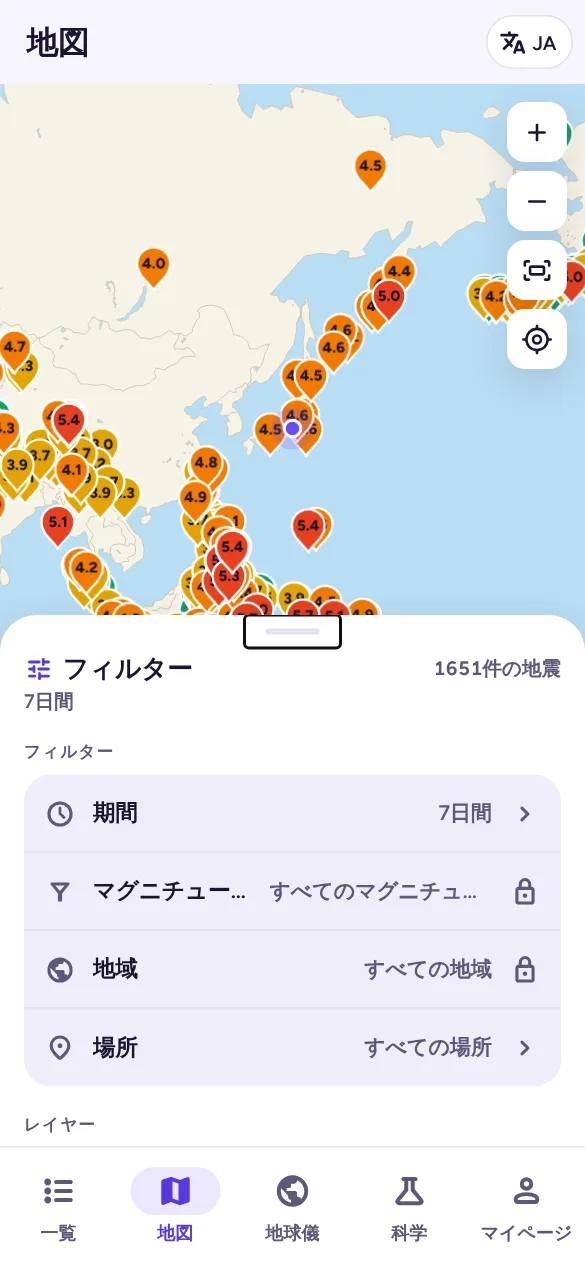 地図
JA
4.5
4.0
4.4
5.0
4.6
4.7
4.6
4.5
5.4
4.6
4.5
3.7
3.9
4.1
4.8
3.9
4.9
5.1
5.4
5.4
4.2
5.3
3.9
フィルター
1651件の地震
7日間
フィルター
期間
7日間
マグニチュー...
すべてのマグニチュ...
地域
すべての地域
場所
すべての場所
レイヤー
一覧
地図
地球儀
科学
マイページ